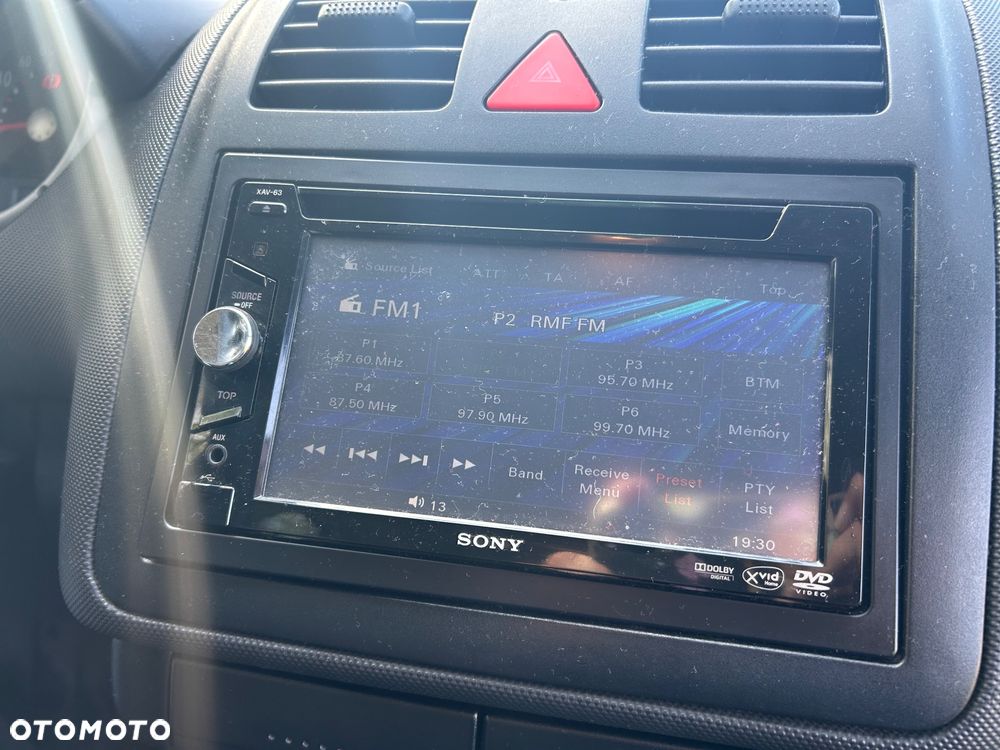 XAV-63
SOURCE
OFF
TOP
AUX
Source List ATT TA AF Top
FM1 P2 RMF FM
P1
87.60 MHz
P3
95.70 MHz
BTM
P4
87.50 MHz
P5
97.90 MHz
P6
99.70 MHz
Memory
Band
Receive
Menu
Preset
List
PTY
List
13
19:30
SONY
DOLBY
DIGITAL
XviD
Home
DVD
VIDEO
OTOMOTO